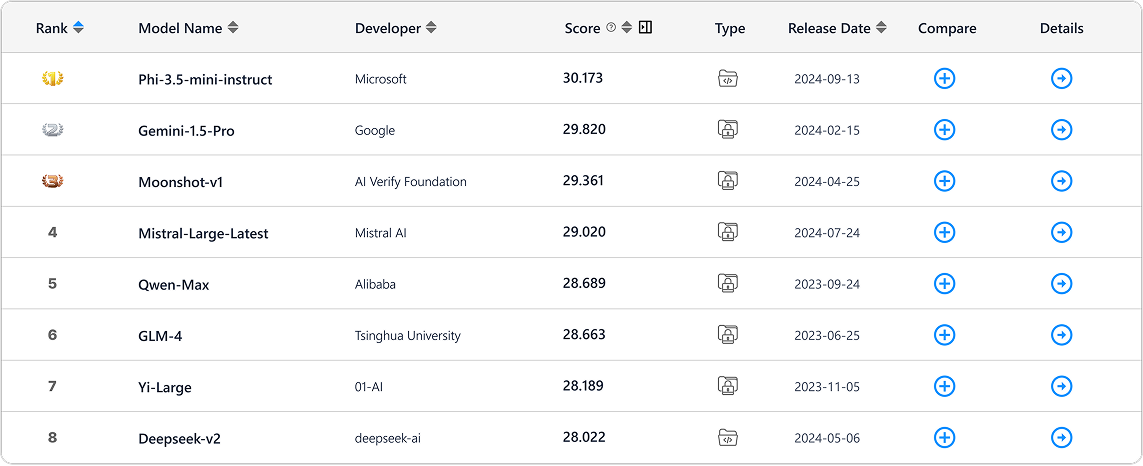 Rank Model Name Developer Score Type Release Date Compare Details
1 Phi-3.5-mini-instruct Microsoft 30.173 2024-09-13
2 Gemini-1.5-Pro Google 29.820 2024-02-15
3 Moonshot-v1 AI Verify Foundation 29.361 2024-04-25
4 Mistral-Large-Latest Mistral AI 29.020 2024-07-24
5 Qwen-Max Alibaba 28.689 2023-09-24
6 GLM-4 Tsinghua University 28.663 2023-06-25
7 Yi-Large 01-AI 28.189 2023-11-05
8 Deepseek-v2 deepseek-ai 28.022 2024-05-06